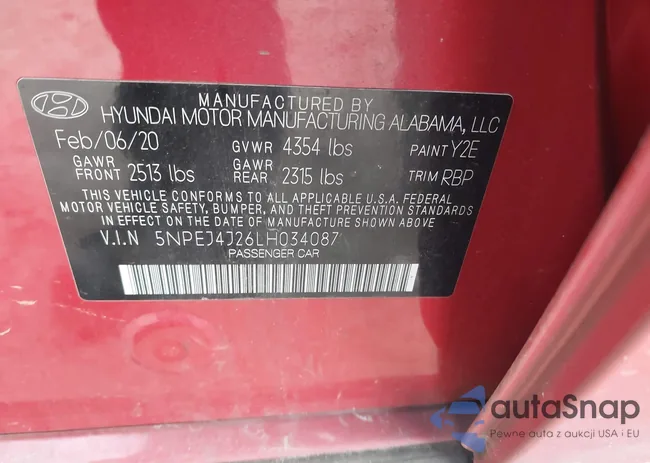 MANUFACTURED BY
HYUNDAI MOTOR MANUFACTURING ALABAMA, LLC
Feb/06/20 GVWR 4354 lbs PAINT Y2E
GAWR FRONT 2513 lbs GAWR REAR 2315 lbs TRIM RBP
THIS VEHICLE CONFORMS TO ALL APPLICABLE U.S.A. FEDERAL
MOTOR VEHICLE SAFETY, BUMPER, AND THEFT PREVENTION STANDARDS
IN EFFECT ON THE DATE OF MANUFACTURE SHOWN ABOVE
V.I.N 5NPEJ4J26LH034087
PASSENGER CAR
autoSnap
Pewne auta z aukcji USA i EU